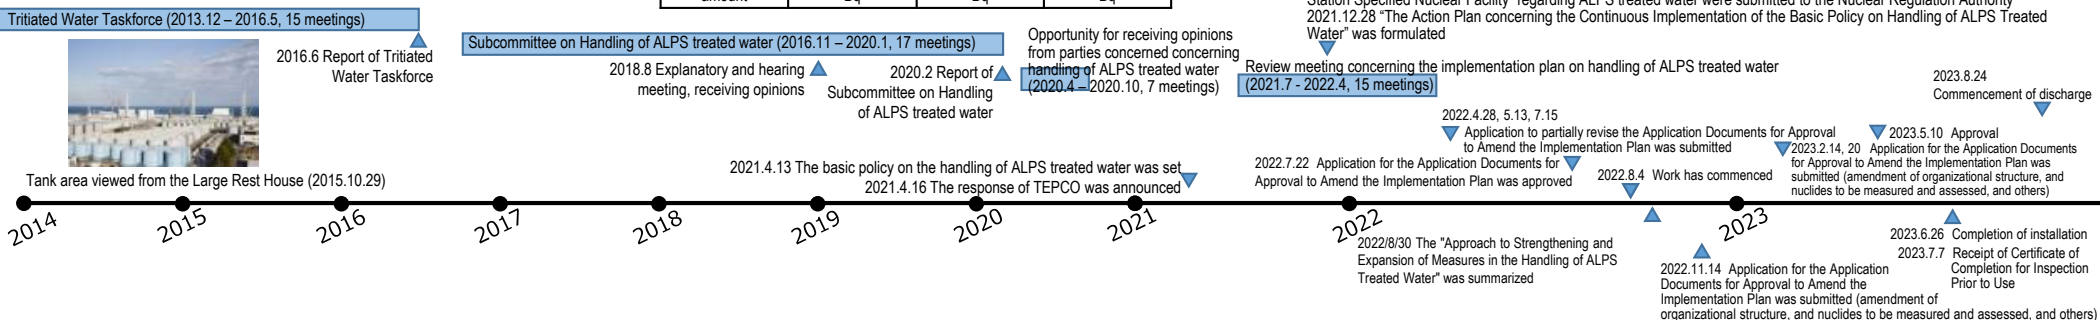 amount
Bq
Bq
Bq
Station Specified Nuclear Facility" regarding ALPS treated water were submitted to the Nuclear Regulation Authority
2021.12.28 “The Action Plan concerning the Continuous Implementation of the Basic Policy on Handling of ALPS Treated
Water” was formulated
Tritiated Water Taskforce (2013.12 – 2016.5, 15 meetings)
2016.6 Report of Tritiated
Water Taskforce
Subcommittee on Handling of ALPS treated water (2016.11 – 2020.1, 17 meetings)
2018.8 Explanatory and hearing
meeting, receiving opinions
2020.2 Report of
Subcommittee on Handling
of ALPS treated water
Opportunity for receiving opinions
from parties concerned concerning
handling of ALPS treated water
(2020.4 – 2020.10, 7 meetings)
Review meeting concerning the implementation plan on handling of ALPS treated water
(2021.7 - 2022.4, 15 meetings)
2023.8.24
Commencement of discharge
2022.4.28, 5.13, 7.15
Application to partially revise the Application Documents for Approval
to Amend the Implementation Plan was submitted
2023.5.10 Approval
2023.2.14, 20 Application for the Application Documents
for Approval to Amend the Implementation Plan was
submitted (amendment of organizational structure, and
nuclides to be measured and assessed, and others)
2021.4.13 The basic policy on the handling of ALPS treated water was set
2021.4.16 The response of TEPCO was announced
2022.7.22 Application for the Application Documents for
Approval to Amend the Implementation Plan was approved
2022.8.4 Work has commenced
Tank area viewed from the Large Rest House (2015.10.29)
2014
2015
2016
2017
2018
2019
2020
2021
2022
2023
2022/8/30 The "Approach to Strengthening and
Expansion of Measures in the Handling of ALPS
Treated Water" was summarized
2022.11.14 Application for the Application
Documents for Approval to Amend the
Implementation Plan was submitted (amendment of
organizational structure, and nuclides to be measured and assessed, and others)
2023.6.26 Completion of installation
2023.7.7 Receipt of Certificate of
Completion for Inspection
Prior to Use